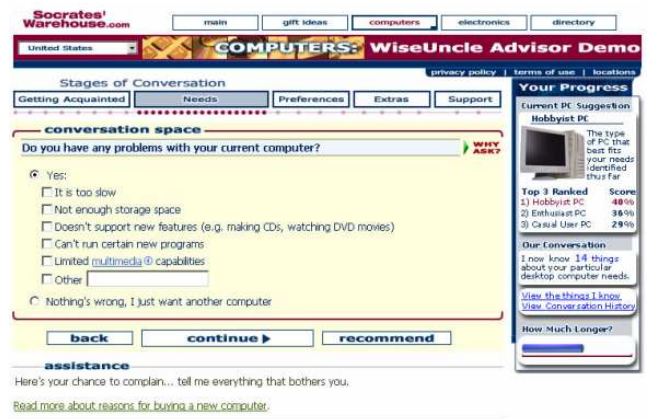 Socrates'
Warehouse.com
main
gift ideas
computers
electronics
directory
United States
COMPUTERS: WiseUncle Advisor Demo
privacy policy | terms of use | locations
Stages of Conversation
Getting Acquainted
Needs
Preferences
Extras
Support
conversation space
Do you have any problems with your current computer?
WHY
ASK?
Yes:
It is too slow
Not enough storage space
Doesn't support new features (e.g. making CDs, watching DVD movies)
Can't run certain new programs
Limited multimedia capabilities
Other
Nothing's wrong, I just want another computer
back
continue
recommend
assistance
Here's your chance to complain... tell me everything that bothers you.
Read more about reasons for buying a new computer.
Your Progress
Current PC Suggestion
Hobbyist PC
The type
of PC that
best fits
your needs
identified
thus far
Top 3 Ranked Score
1) Hobbyist PC 40%
2) Enthusiast PC 36%
3) Casual User PC 29%
Our Conversation
I now know 14 things
about your particular
desktop computer needs.
View the things I know
View Conversation History
How Much Longer?